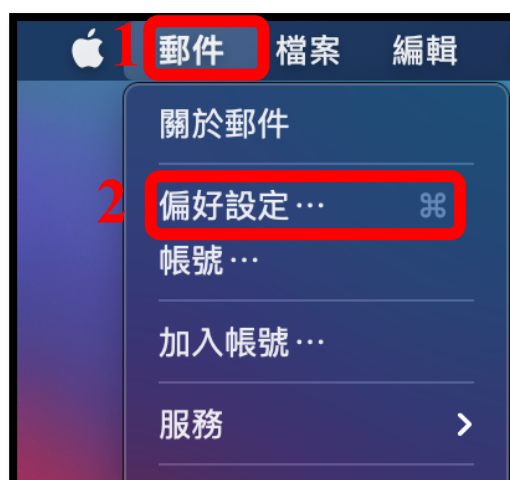 1 郵件 檔案 編輯
關於郵件
2 偏好設定… ⌘
帳號…
加入帳號…
服務 >